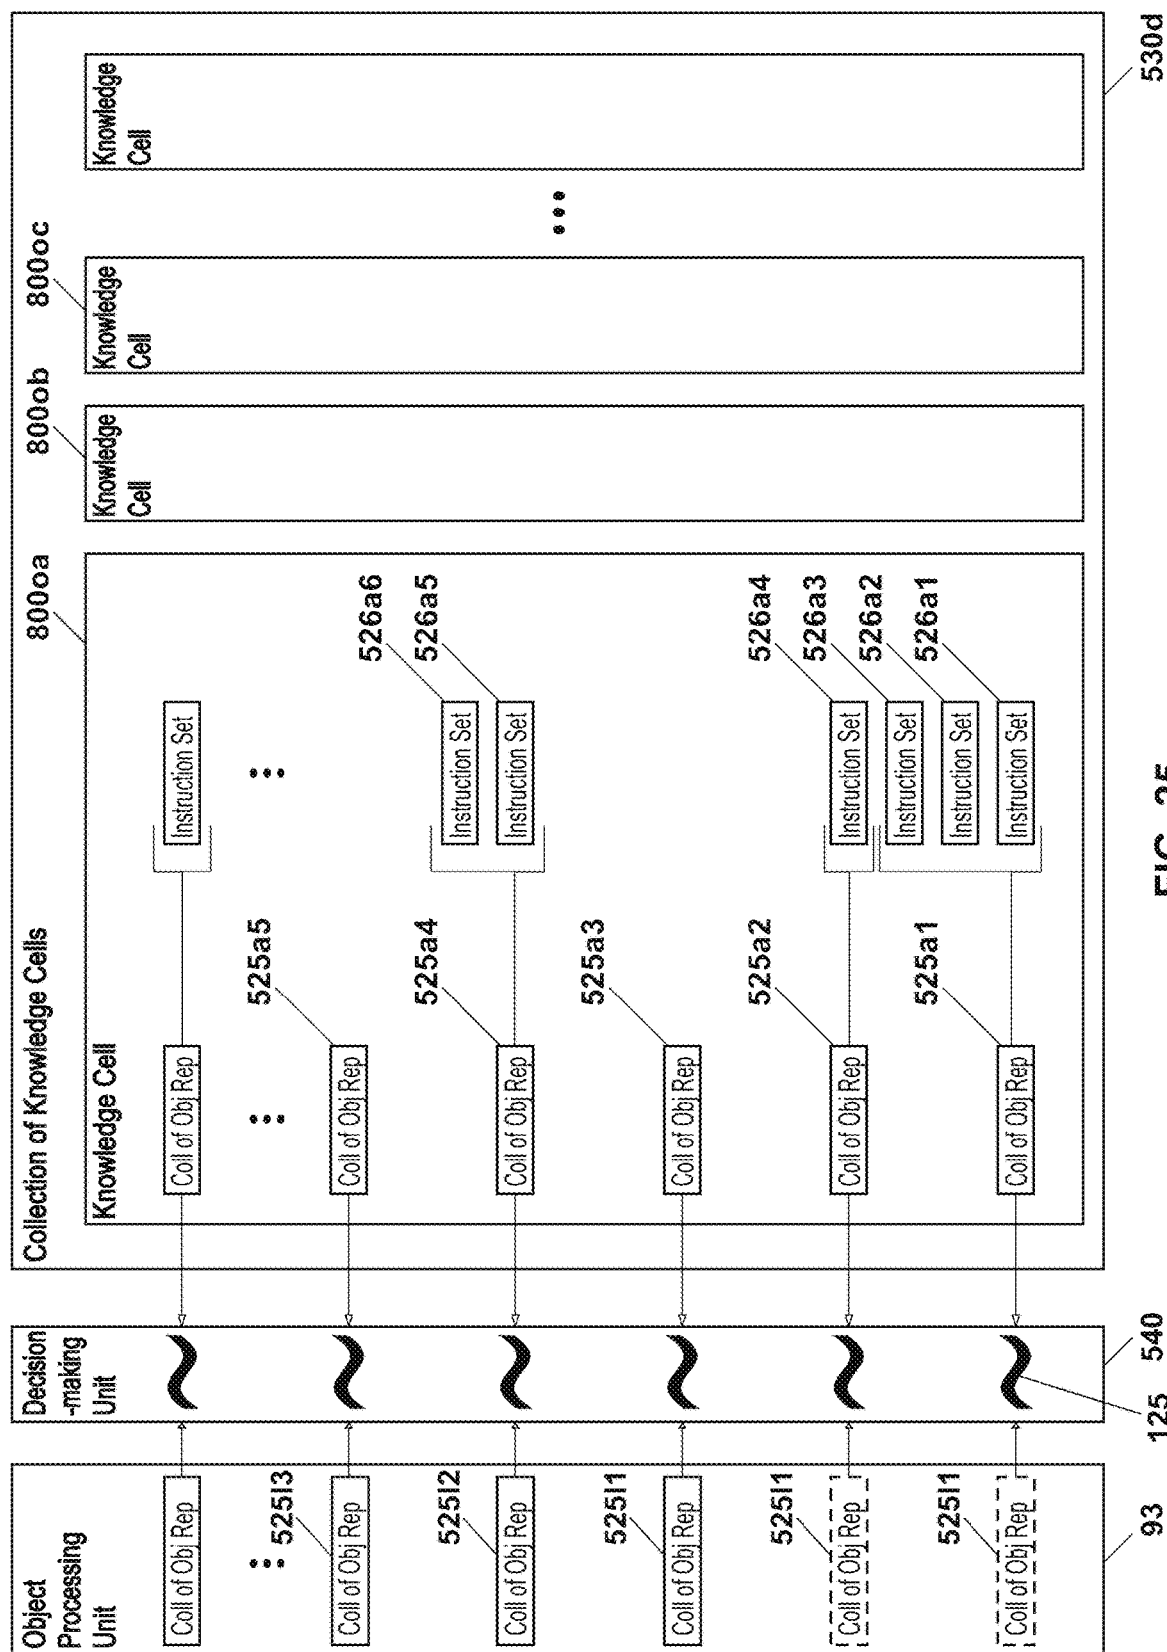 Object
Processing
Unit
Decision
-making
Unit
Collection of Knowledge Cells
800oa
800ob
800oc
Knowledge Cell
Knowledge
Cell
Knowledge
Cell
Knowledge
Cell
Coll of Obj Rep
Coll of Obj Rep
Instruction Set
...
...
...
525l3
525a5
Coll of Obj Rep
Coll of Obj Rep
525l2
525a4
526a6
526a5
Coll of Obj Rep
Coll of Obj Rep
Instruction Set
Instruction Set
...
525l1
525a3
Coll of Obj Rep
Coll of Obj Rep
525l1
525a2
526a4
526a3
526a2
526a1
Coll of Obj Rep
Coll of Obj Rep
Instruction Set
Instruction Set
Instruction Set
Instruction Set
525l1
525a1
Coll of Obj Rep
Coll of Obj Rep
93
125
540
530d
FIG.